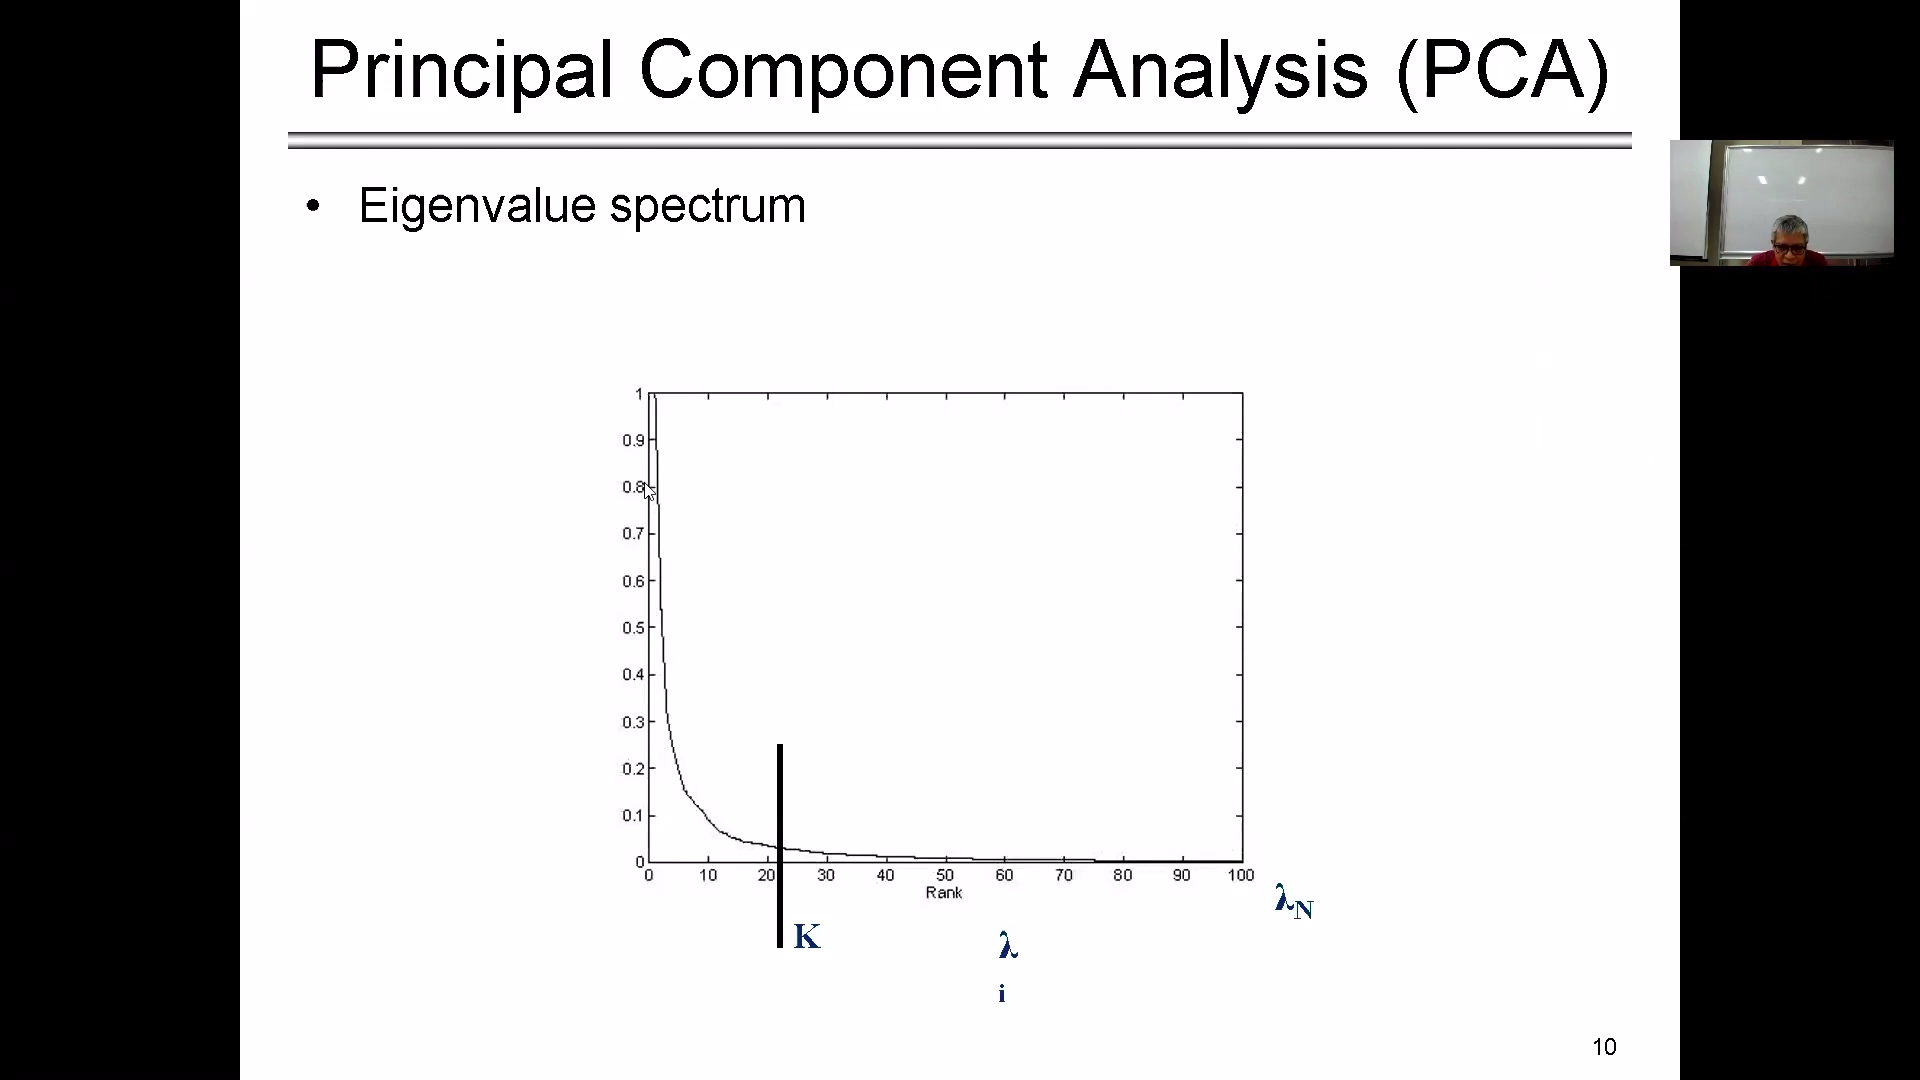 Principal Component Analysis (PCA)
• Eigenvalue spectrum
1
0.9
0.8
0.7
0.6
0.5
0.4
0.3
0.2
0.1
0
0 10 20 30 40 50 60 70 80 90 100
Rank
λN
K
λ
i
10